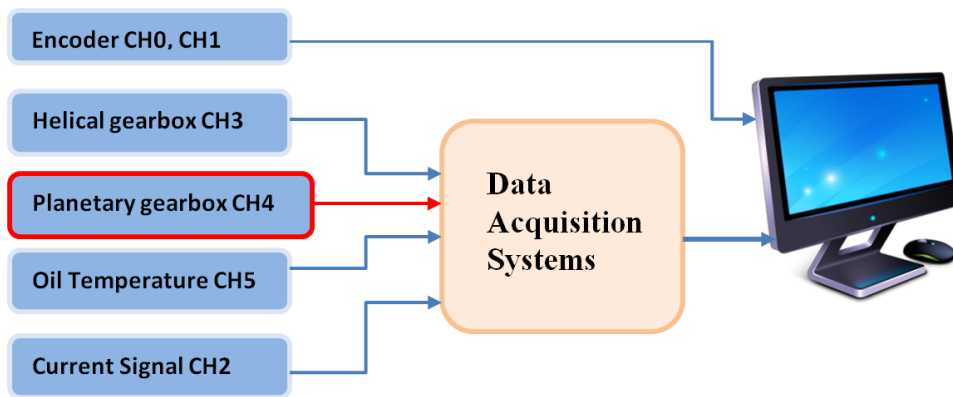 Encoder CH0, CH1
Helical gearbox CH3
Planetary gearbox CH4
Oil Temperature CH5
Current Signal CH2
Data
Acquisition
Systems